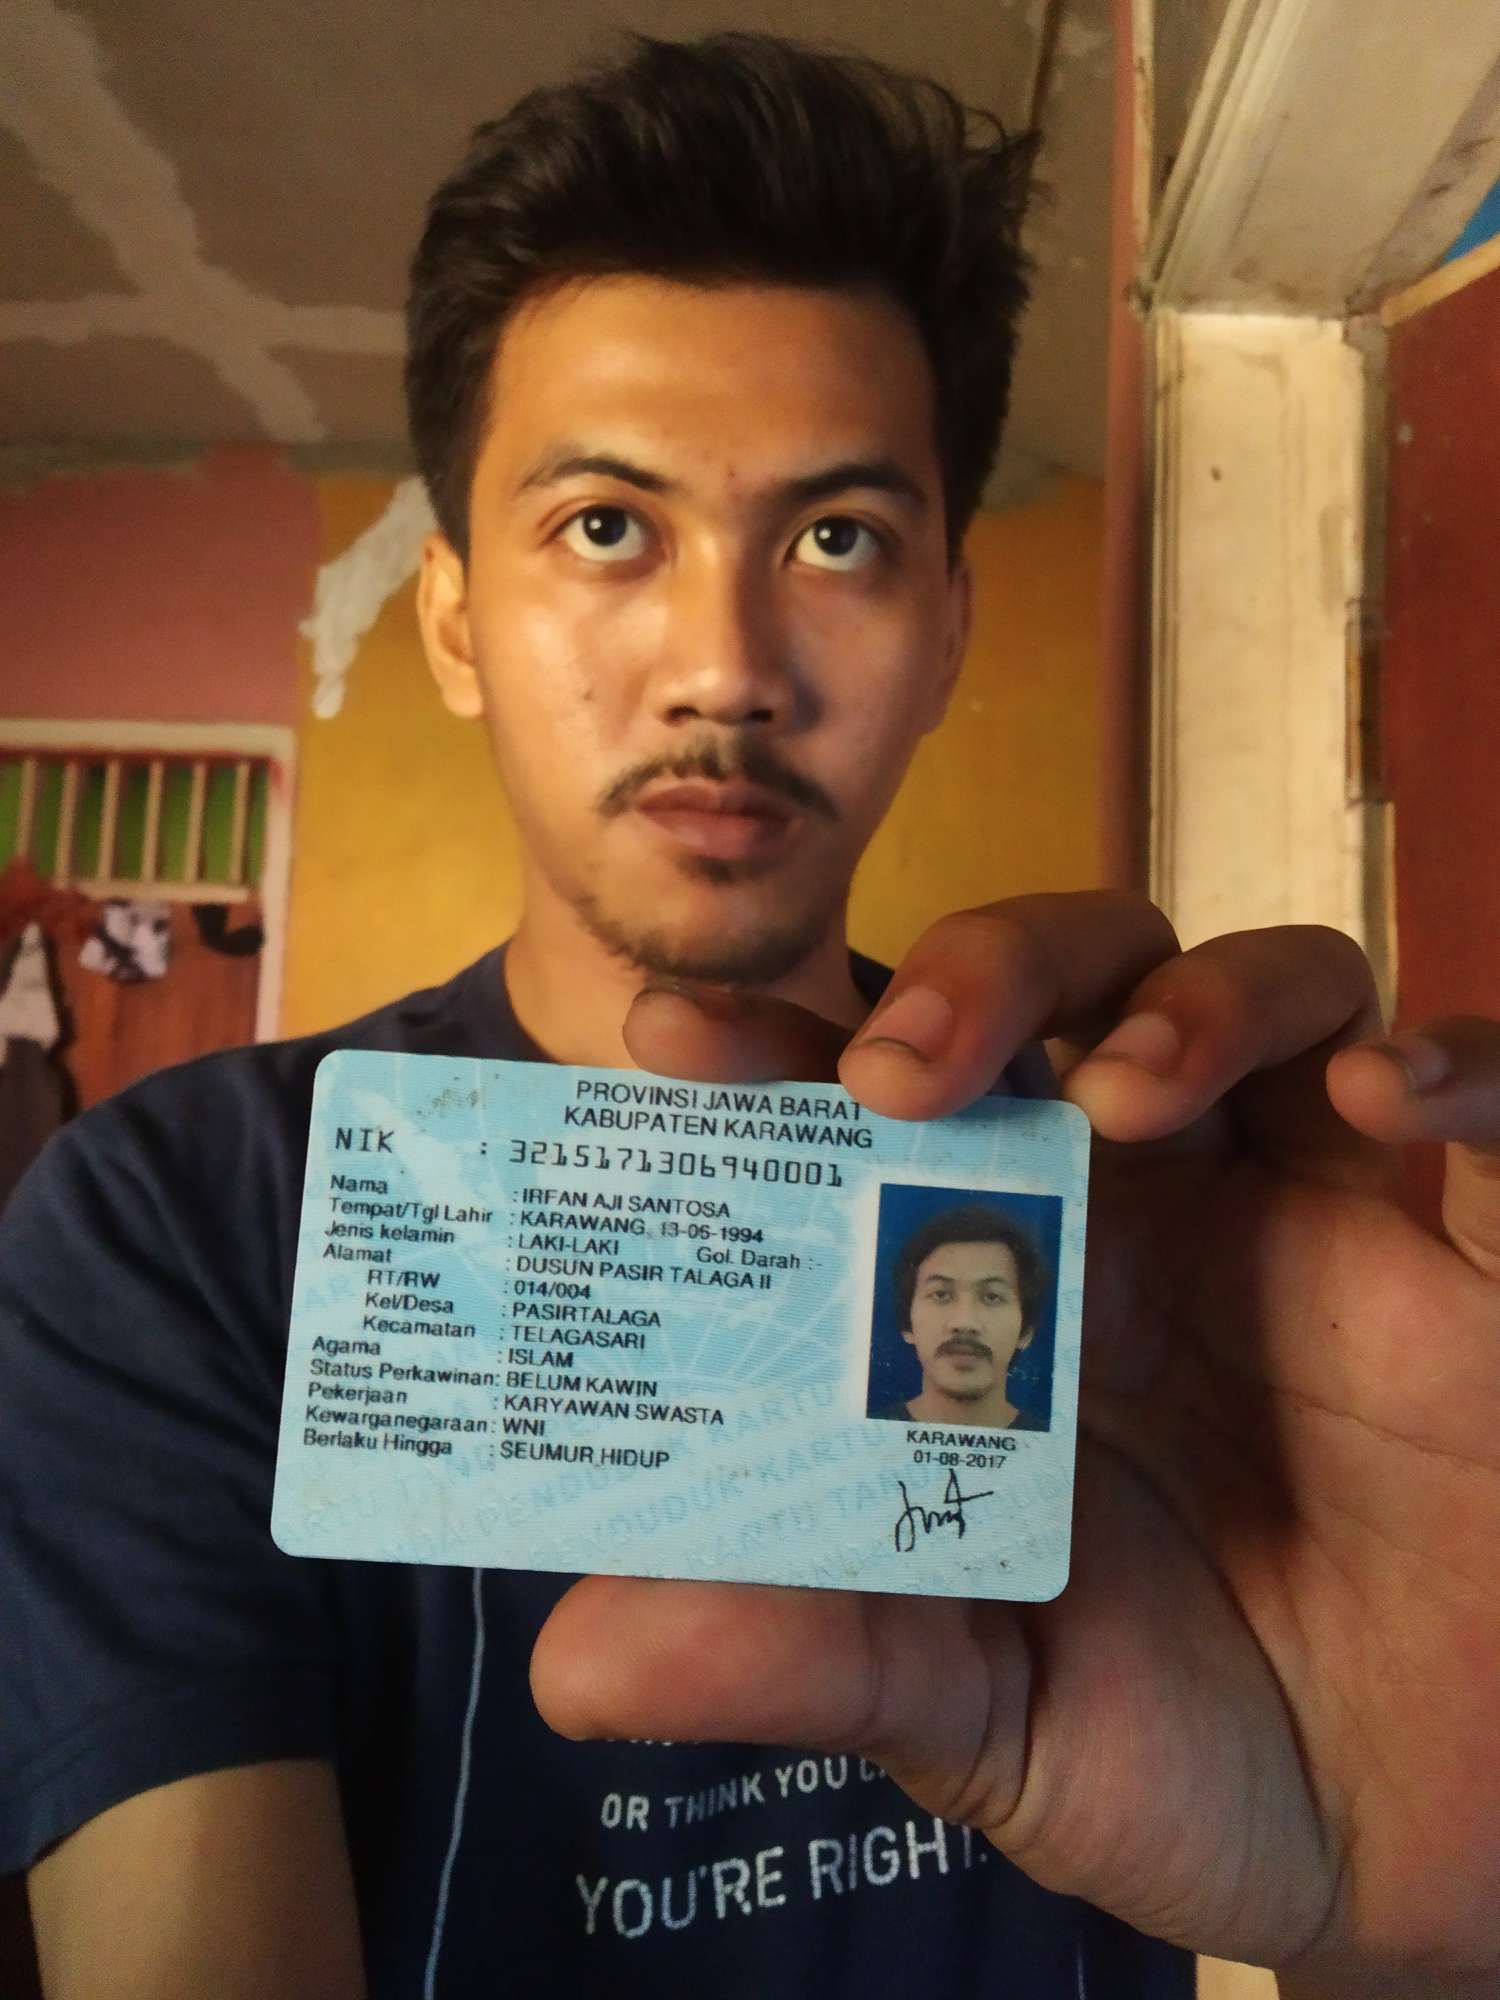 PROVINSI JAWA BARAT
KABUPATEN KARAWANG
NIK : 3215171306940001
Nama : IRFAN AJI SANTOSA
Tempat/Tgl Lahir : KARAWANG, 13-06-1994
Jenis kelamin : LAKI-LAKI Gol. Darah :-
Alamat : DUSUN PASIR TALAGA II
RT/RW : 014/004
Kel/Desa : PASIRTALAGA
Kecamatan : TELAGASARI
Agama : ISLAM
Status Perkawinan: BELUM KAWIN
Pekerjaan : KARYAWAN SWASTA
Kewarganegaraan: WNI
Berlaku Hingga : SEUMUR HIDUP
KARAWANG
01-08-2017
OR THINK YOU
YOU'RE RIGHT.